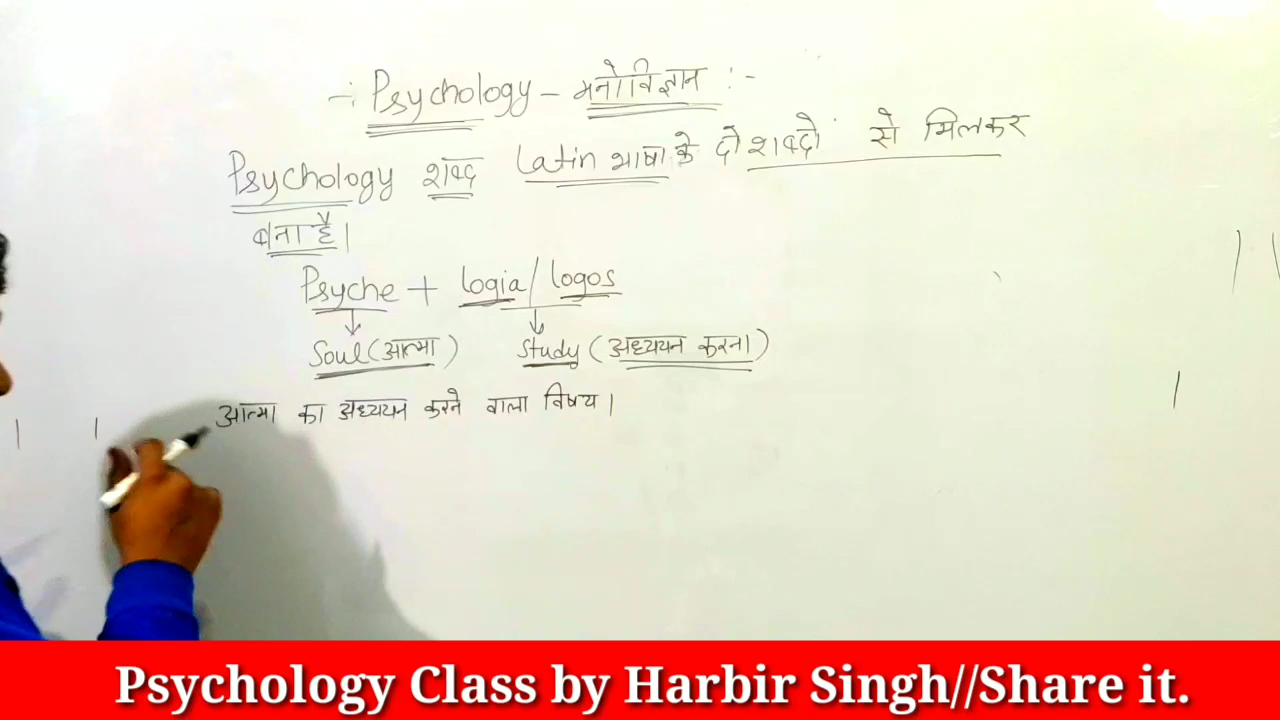 -: Psychology - मनोविज्ञान :-
Psychology शब्द Latin भाषा के दो शब्दो से मिलकर
बना है।
Psyche + logia / logos
Soul (आत्मा) Study (अध्ययन करना)
आत्मा का अध्ययन करने वाला विषय।
Psychology Class by Harbir Singh//Share it.